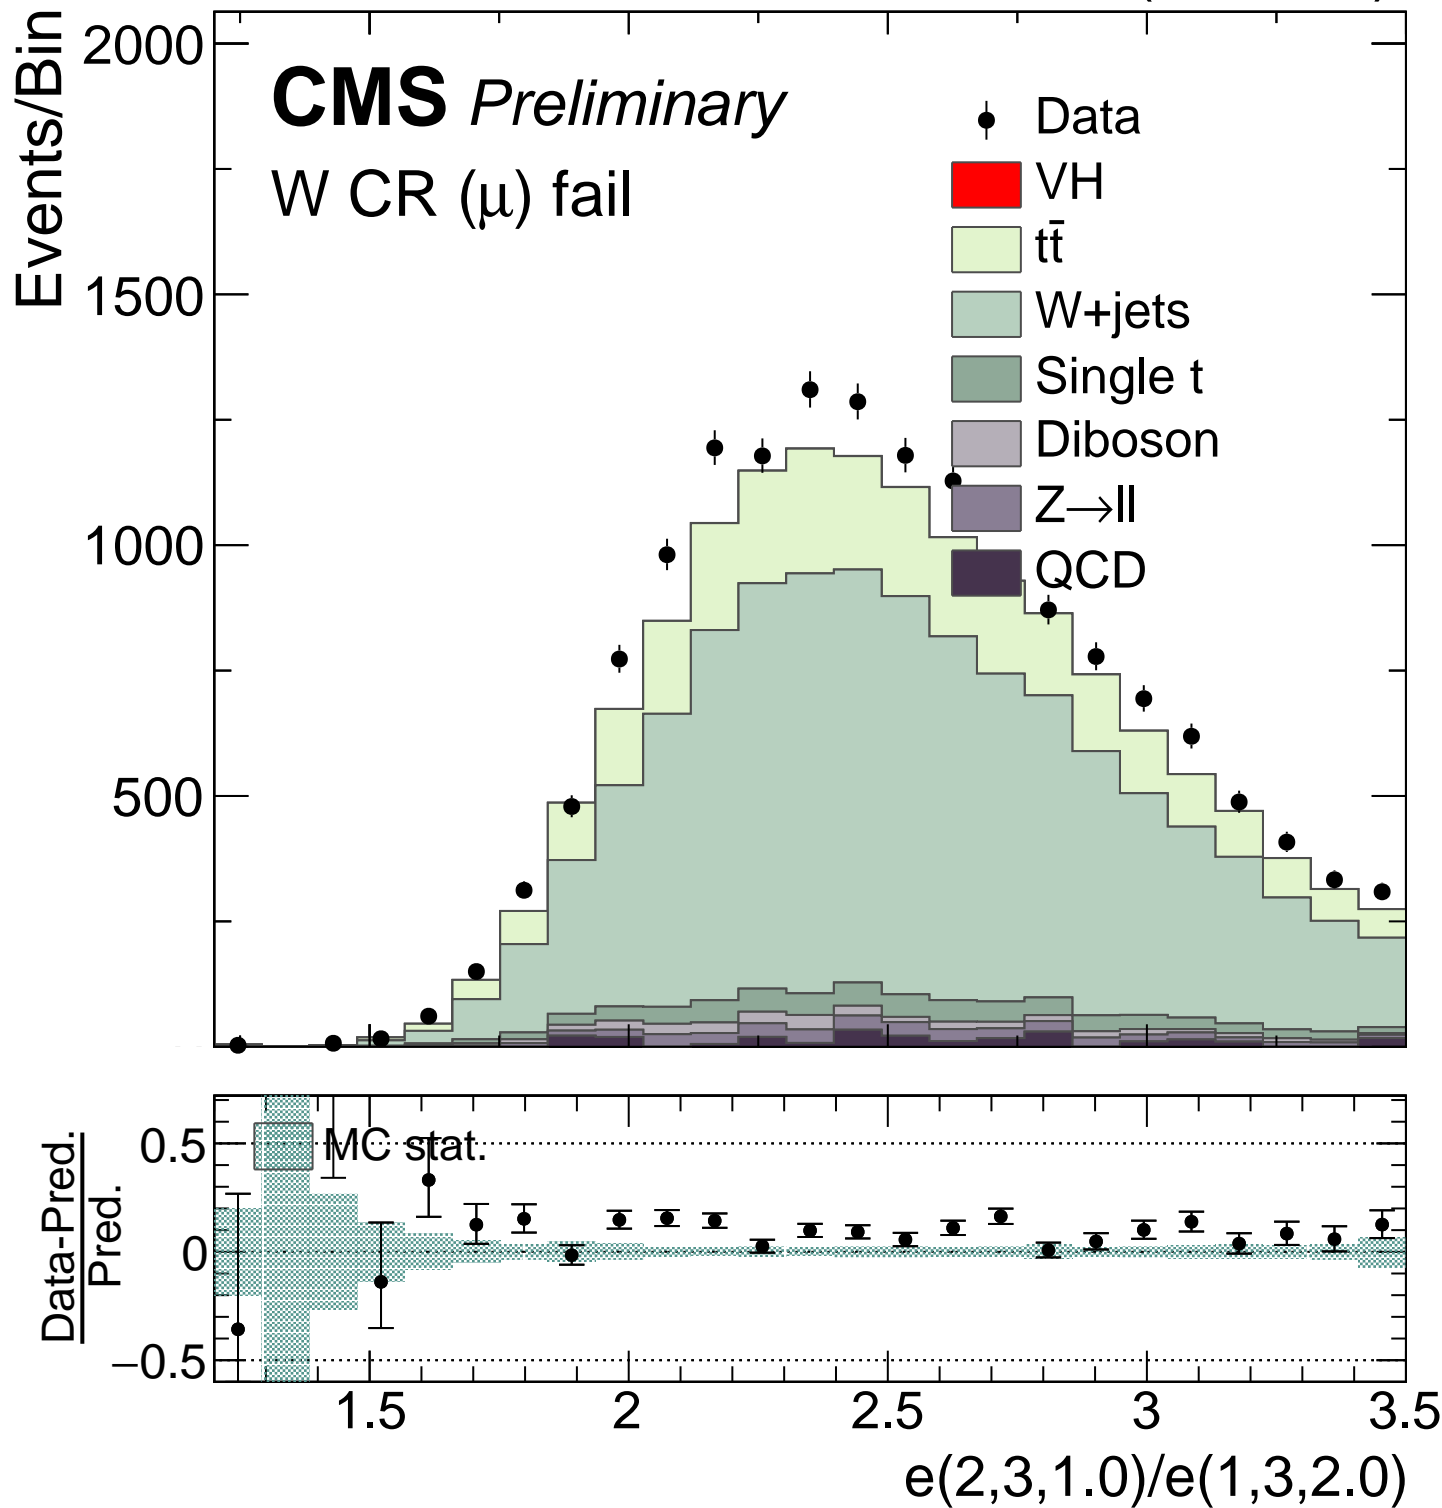 CMS Preliminary
W CR (μ) fail
Events/Bin
2000
1500
1000
500
Data
VH
tt̄
W+jets
Single t
Diboson
Z→ll
QCD
Data-Pred.
Pred.
0.5
0
−0.5
MC stat.
1.5 2 2.5 3 3.5
e(2,3,1.0)/e(1,3,2.0)